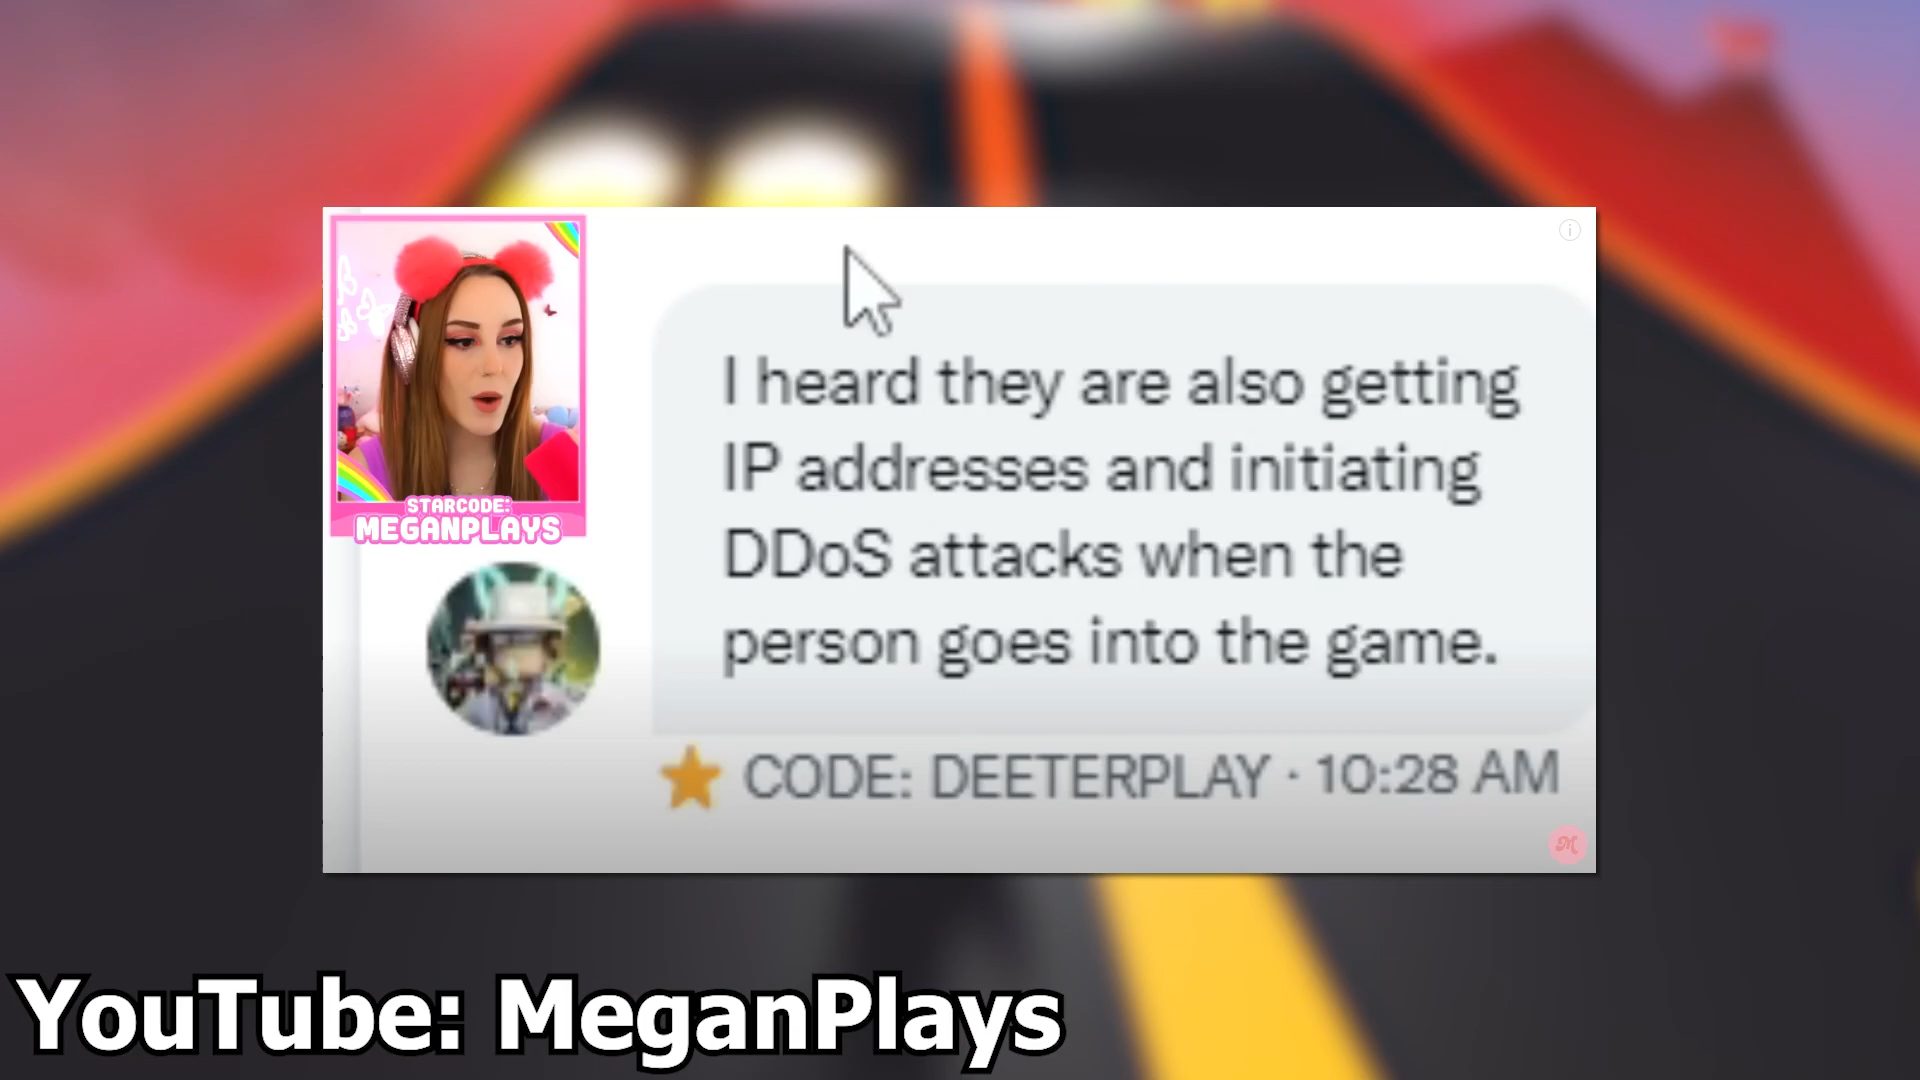 STARCODE:
MEGANPLAYS
I heard they are also getting
IP addresses and initiating
DDoS attacks when the
person goes into the game.
CODE: DEETERPLAY · 10:28 AM
M
YouTube: MeganPlays